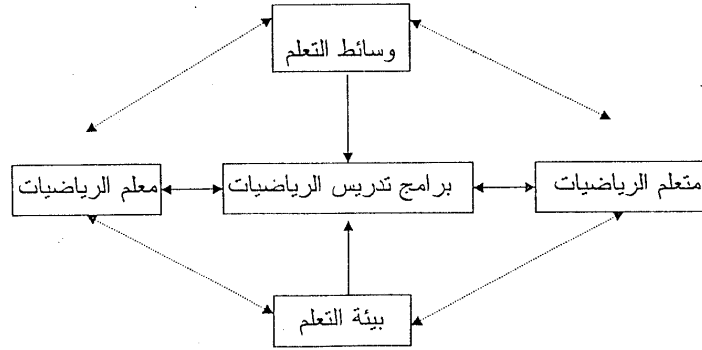 وسائط التعلم
متعلم الرياضيات
برامج تدريس الرياضيات
معلم الرياضيات
بيئة التعلم